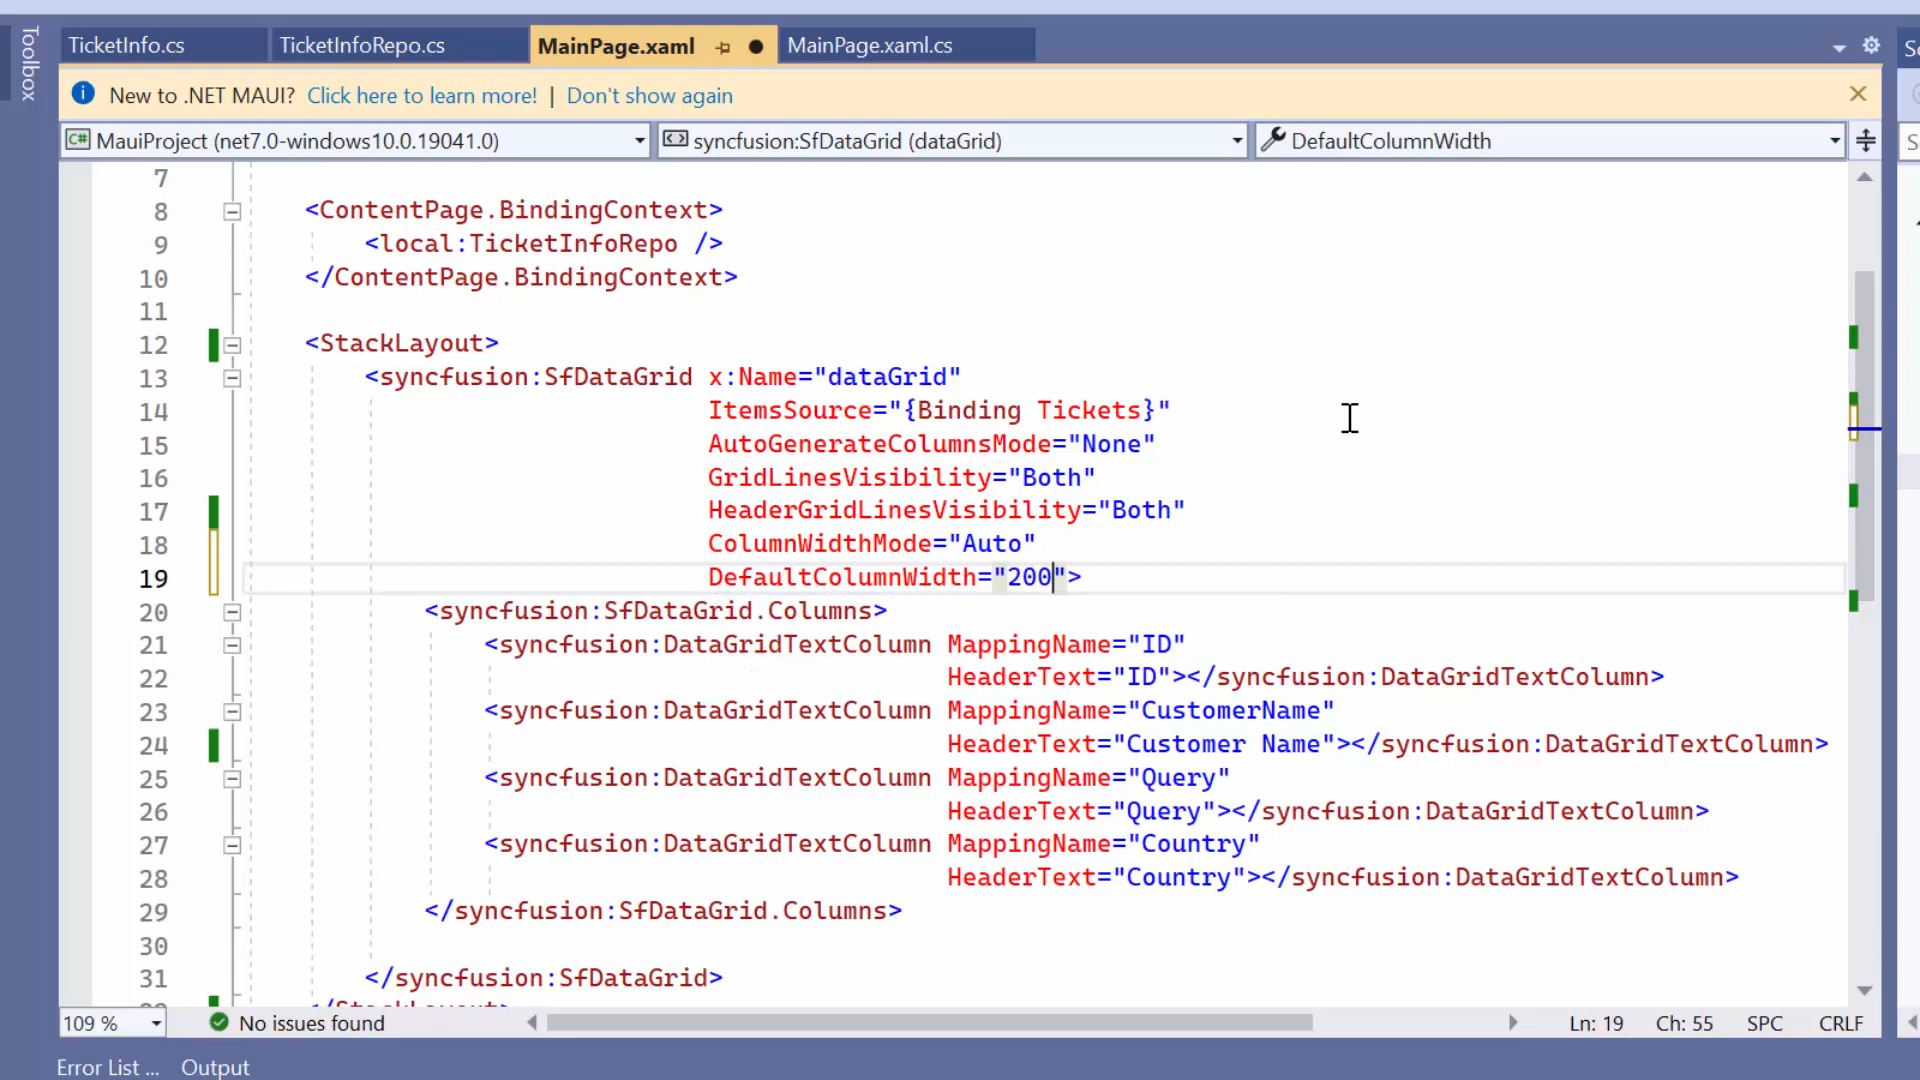 Toolbox
TicketInfo.cs
TicketInfoRepo.cs
MainPage.xaml
MainPage.xaml.cs
New to .NET MAUI? Click here to learn more! | Don't show again
C# MauiProject (net7.0-windows10.0.19041.0)
syncfusion:SfDataGrid (dataGrid)
DefaultColumnWidth
7
8 <ContentPage.BindingContext>
9 <local:TicketInfoRepo />
10 </ContentPage.BindingContext>
11
12 <StackLayout>
13 <syncfusion:SfDataGrid x:Name="dataGrid"
14 ItemsSource="{Binding Tickets}"
15 AutoGenerateColumnsMode="None"
16 GridLinesVisibility="Both"
17 HeaderGridLinesVisibility="Both"
18 ColumnWidthMode="Auto"
19 DefaultColumnWidth="200">
20 <syncfusion:SfDataGrid.Columns>
21 <syncfusion:DataGridTextColumn MappingName="ID"
22 HeaderText="ID"></syncfusion:DataGridTextColumn>
23 <syncfusion:DataGridTextColumn MappingName="CustomerName"
24 HeaderText="Customer Name"></syncfusion:DataGridTextColumn>
25 <syncfusion:DataGridTextColumn MappingName="Query"
26 HeaderText="Query"></syncfusion:DataGridTextColumn>
27 <syncfusion:DataGridTextColumn MappingName="Country"
28 HeaderText="Country"></syncfusion:DataGridTextColumn>
29 </syncfusion:SfDataGrid.Columns>
30
31 </syncfusion:SfDataGrid>
109 %
No issues found
Ln: 19 Ch: 55 SPC CRLF
Error List ... Output